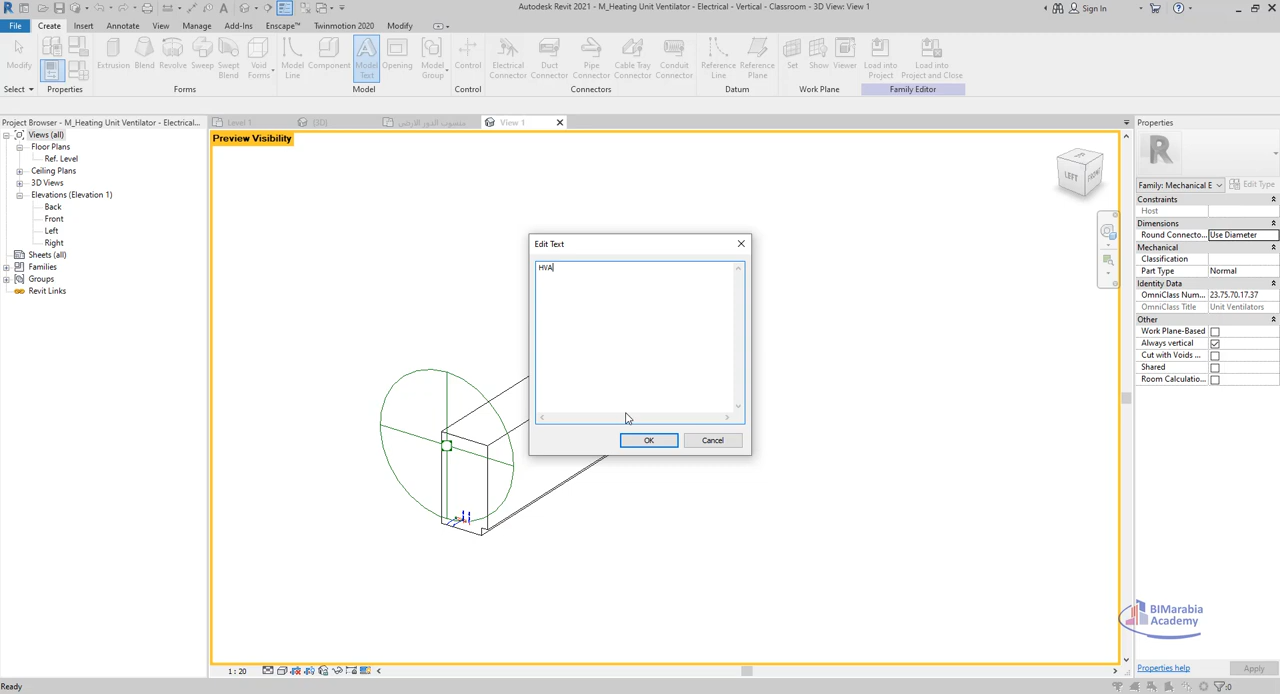 Autodesk Revit 2021 - M_Heating Unit Ventilator - Electrical - Vertical - Classroom - 3D View: View 1
Sign In
File Create Insert Annotate View Manage Add-Ins Enscape™ Twinmotion 2020 Modify
Modify
Extrusion Blend Revolve Sweep Swept Blend Void Forms
Model Line Component Model Text Opening Model Group
Control
Electrical Connector Duct Connector Pipe Connector Cable Tray Connector Conduit Connector
Reference Line Reference Plane
Set Show Viewer
Load into Project Load into Project and Close
Select Properties Forms Model Control Connectors Datum Work Plane Family Editor
Project Browser - M_Heating Unit Ventilator - Electrical...
Level 1
(3D)
منسوب الدور الارضي
View 1
Properties
Views (all)
Floor Plans
Ref. Level
Ceiling Plans
3D Views
Elevations (Elevation 1)
Back
Front
Left
Right
Sheets (all)
Families
Groups
Revit Links
Preview Visibility
LEFT FRONT
Edit Text
HVA
OK Cancel
Family: Mechanical E
Edit Type
Constraints
Host
Dimensions
Round Connecto... Use Diameter
Mechanical
Classification
Part Type Normal
Identity Data
OmniClass Num... 23.75.70.17.37
OmniClass Title Unit Ventilators
Other
Work Plane-Based
Always vertical
Cut with Voids ...
Shared
Room Calculatio...
BIMarabia
Academy
Properties help
Apply
1 : 20
Ready
:0